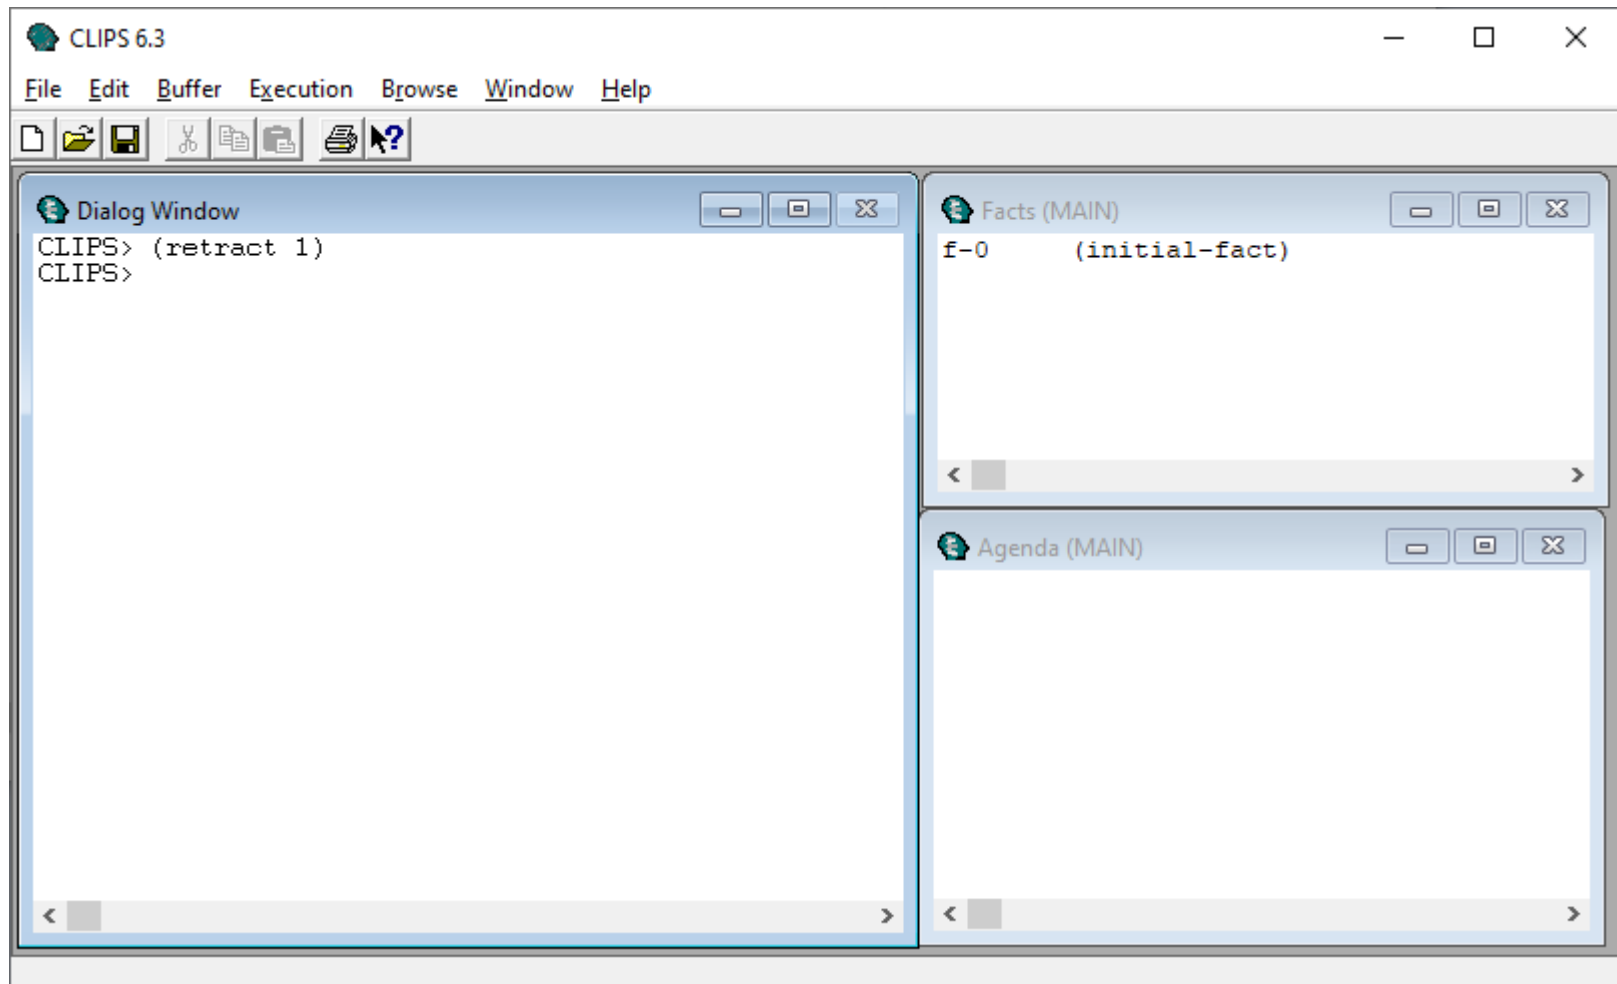 CLIPS 6.3
File Edit Buffer Execution Browse Window Help
Dialog Window
CLIPS> (retract 1)
CLIPS>
Facts (MAIN)
f-0 (initial-fact)
Agenda (MAIN)